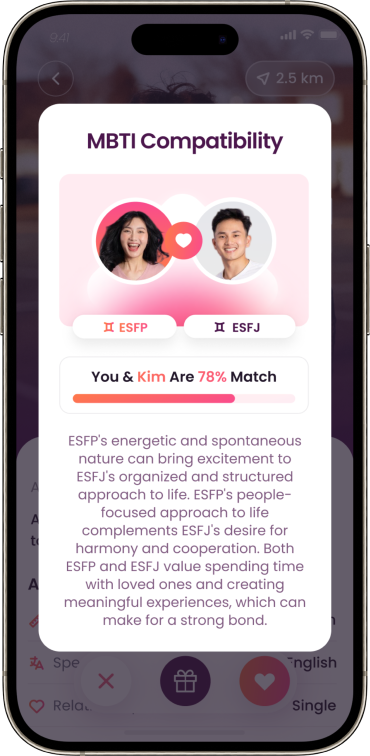 9:41
2.5 km
MBTI Compatibility
ESFP
ESFJ
You & Kim Are 78% Match
ESFP's energetic and spontaneous
nature can bring excitement to
ESFJ's organized and structured
approach to life. ESFP's people-
focused approach to life
complements ESFJ's desire for
harmony and cooperation. Both
ESFP and ESFJ value spending time
with loved ones and creating
meaningful experiences, which can
make for a strong bond.
English
Single